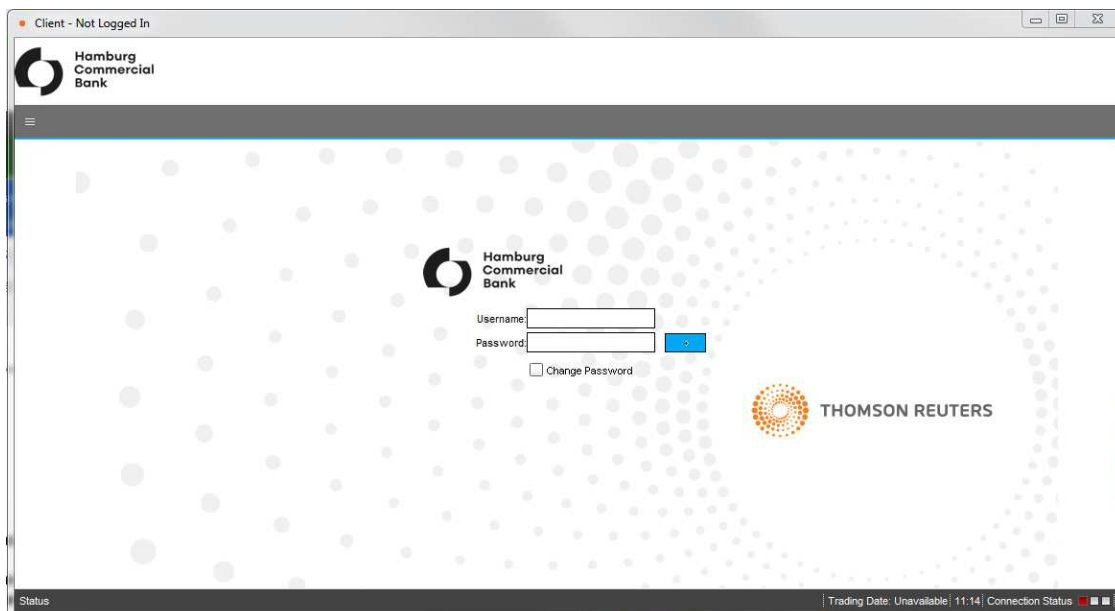 Client - Not Logged In
Hamburg
Commercial
Bank
Hamburg
Commercial
Bank
Username:
Password:
Change Password
THOMSON REUTERS
Status
Trading Date: Unavailable 11:14 Connection Status